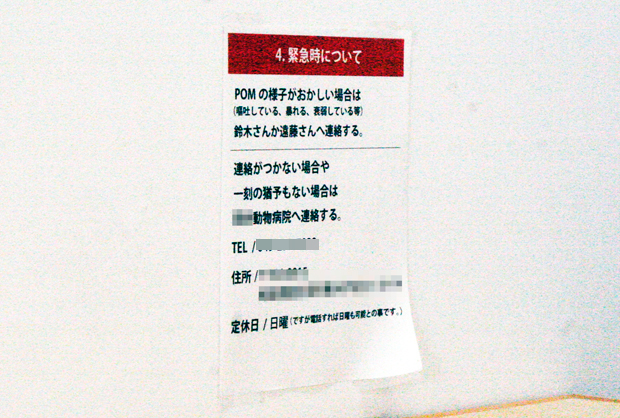 4. 緊急時について
POM の様子がおかしい場合は
（嘔吐している、暴れる、衰弱している等）
鈴木さんか遠藤さんへ連絡する。
連絡がつかない場合や
一刻の猶予もない場合は
動物病院へ連絡する。
TEL /
住所 /
定休日 / 日曜（ですが電話すれば日曜も可能との事です。）